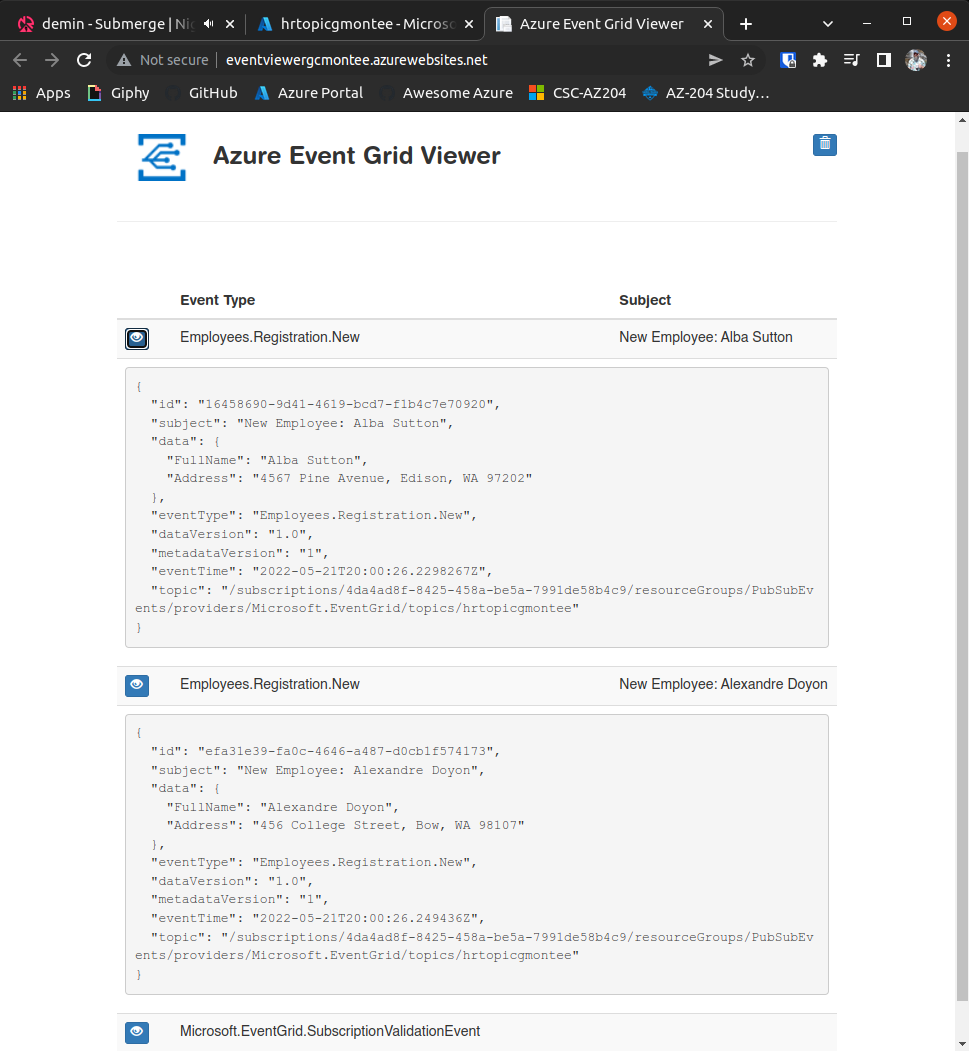 demin - Submerge | Ni
hrtopicgmontee - Micros
Azure Event Grid Viewer
Not secure
eventviewergcmontee.azurewebsites.net
Apps
Giphy
GitHub
Azure Portal
Awesome Azure
CSC-AZ204
AZ-204 Study…
Azure Event Grid Viewer
Event Type Subject
Employees.Registration.New New Employee: Alba Sutton
{
"id": "16458690-9d41-4619-bcd7-f1b4c7e70920",
"subject": "New Employee: Alba Sutton",
"data": {
"FullName": "Alba Sutton",
"Address": "4567 Pine Avenue, Edison, WA 97202"
},
"eventType": "Employees.Registration.New",
"dataVersion": "1.0",
"metadataVersion": "1",
"eventTime": "2022-05-21T20:00:26.2298267Z",
"topic": "/subscriptions/4da4ad8f-8425-458a-be5a-7991de58b4c9/resourceGroups/PubSubEv
ents/providers/Microsoft.EventGrid/topics/hrtopicgmontee"
}
Employees.Registration.New New Employee: Alexandre Doyon
{
"id": "efa31e39-fa0c-4646-a487-d0cb1f574173",
"subject": "New Employee: Alexandre Doyon",
"data": {
"FullName": "Alexandre Doyon",
"Address": "456 College Street, Bow, WA 98107"
},
"eventType": "Employees.Registration.New",
"dataVersion": "1.0",
"metadataVersion": "1",
"eventTime": "2022-05-21T20:00:26.249436Z",
"topic": "/subscriptions/4da4ad8f-8425-458a-be5a-7991de58b4c9/resourceGroups/PubSubEv
ents/providers/Microsoft.EventGrid/topics/hrtopicgmontee"
}
Microsoft.EventGrid.SubscriptionValidationEvent